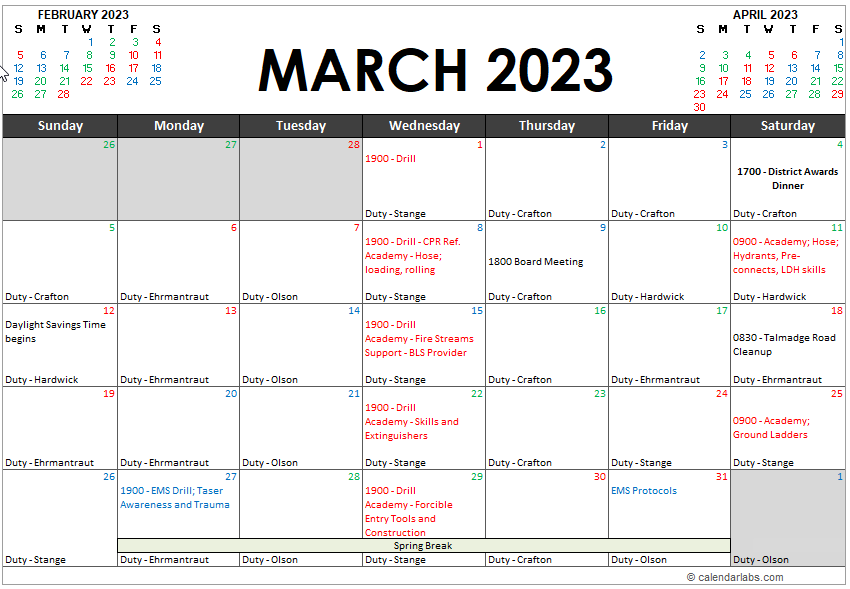 FEBRUARY 2023
S M T W T F S
1 2 3 4
5 6 7 8 9 10 11
12 13 14 15 16 17 18
19 20 21 22 23 24 25
26 27 28
MARCH 2023
APRIL 2023
S M T W T F S
1
2 3 4 5 6 7 8
9 10 11 12 13 14 15
16 17 18 19 20 21 22
23 24 25 26 27 28 29
30
Sunday Monday Tuesday Wednesday Thursday Friday Saturday
26 27 28 1 2 3 4
1900 - Drill
1700 - District Awards
Dinner
Duty - Stange Duty - Crafton Duty - Crafton Duty - Crafton
5 6 7 8 9 10 11
1900 - Drill - CPR Ref.
Academy - Hose;
loading, rolling
1800 Board Meeting
0900 - Academy; Hose;
Hydrants, Pre-
connects, LDH skills
Duty - Crafton Duty - Ehrmantraut Duty - Olson Duty - Stange Duty - Crafton Duty - Hardwick Duty - Hardwick
12 13 14 15 16 17 18
Daylight Savings Time
begins
1900 - Drill
Academy - Fire Streams
Support - BLS Provider
0830 - Talmadge Road
Cleanup
Duty - Hardwick Duty - Ehrmantraut Duty - Olson Duty - Stange Duty - Crafton Duty - Ehrmantraut Duty - Ehrmantraut
19 20 21 22 23 24 25
1900 - Drill
Academy - Skills and
Extinguishers
0900 - Academy;
Ground Ladders
Duty - Ehrmantraut Duty - Ehrmantraut Duty - Olson Duty - Stange Duty - Crafton Duty - Stange Duty - Stange
26 27 28 29 30 31 1
1900 - EMS Drill; Taser
Awareness and Trauma
1900 - Drill
Academy - Forcible
Entry Tools and
Construction
EMS Protocols
Spring Break
Duty - Stange Duty - Ehrmantraut Duty - Olson Duty - Stange Duty - Crafton Duty - Olson Duty - Olson
© calendarlabs.com